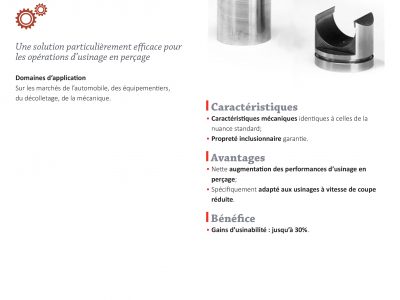 Une solution particulièrement efficace pour
les opérations d'usinage en perçage
Domaines d'application
Sur les marchés de l'automobile, des équipementiers,
du décolletage, de la mécanique.
Caractéristiques
• Caractéristiques mécaniques identiques à celles de la
nuance standard;
• Propreté inclusionnaire garantie.
Avantages
• Nette augmentation des performances d'usinage en
perçage;
• Spécifiquement adapté aux usinages à vitesse de coupe
réduite.
Bénéfice
• Gains d'usinabilité : jusqu'à 30%.